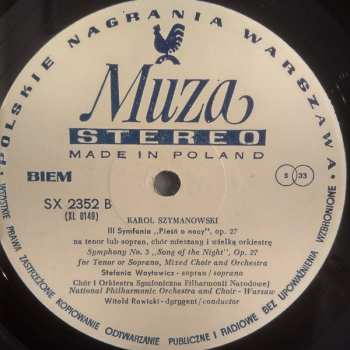 POLSKIE NAGRANIA WARSZAWA
Muza
STEREO
MADE IN POLAND
BIEM
S 33
SX 2352 B
(XL 0149)
KAROL SZYMANOWSKI
III Symfonia „Pieśń o nocy", op. 27
na tenor lub sopran, chór mieszany i wielką orkiestrę
Symphony No. 3 „Song of the Night", Op. 27
for Tenor or Soprano, Mixed Choir and Orchestra
Stefania Woytowicz - sopran / soprano
Chór i Orkiestra Symfoniczna Filharmonii Narodowej
National Philharmonic Orchestra and Choir - Warsaw
Witold Rowicki - dyrygent/conductor
WSZYSTKIE PRAWA ZASTRZEŻONE KOPIOWANIE ODTWARZANIE PUBLICZNE I RADIOWE BEZ UPOWAŻNIENIA WZBRONIONE